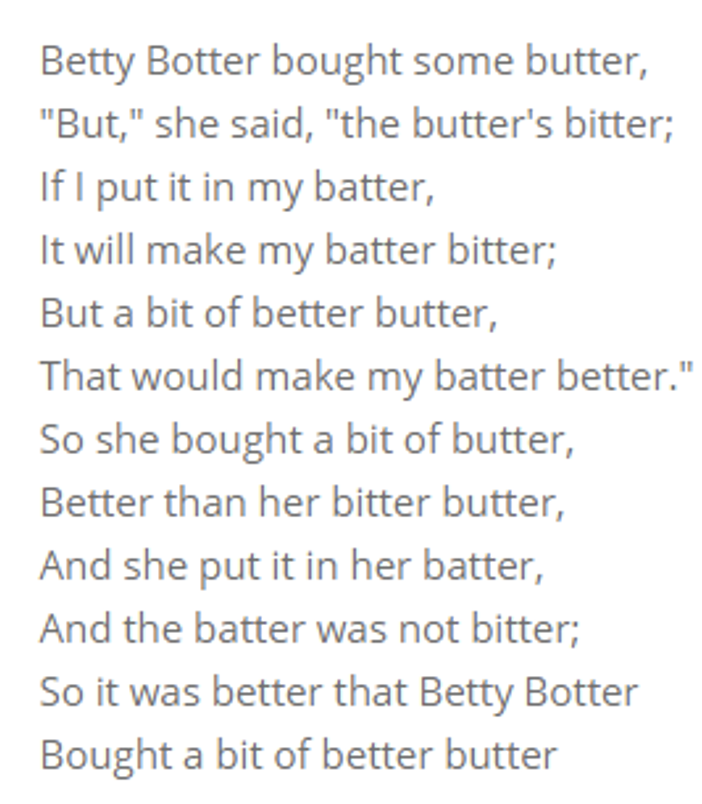 Betty Botter bought some butter,
"But," she said, "the butter's bitter;
If I put it in my batter,
It will make my batter bitter;
But a bit of better butter,
That would make my batter better."
So she bought a bit of butter,
Better than her bitter butter,
And she put it in her batter,
And the batter was not bitter;
So it was better that Betty Botter
Bought a bit of better butter